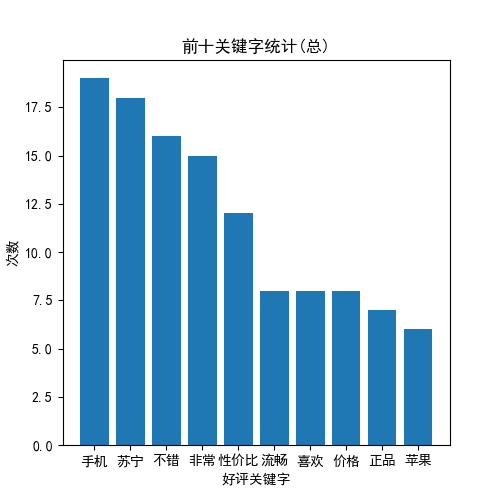 前十关键字统计(总)
次数
17.5
15.0
12.5
10.0
7.5
5.0
2.5
0.0
手机 苏宁 不错 非常 性价比 流畅 喜欢 价格 正品 苹果
好评关键字